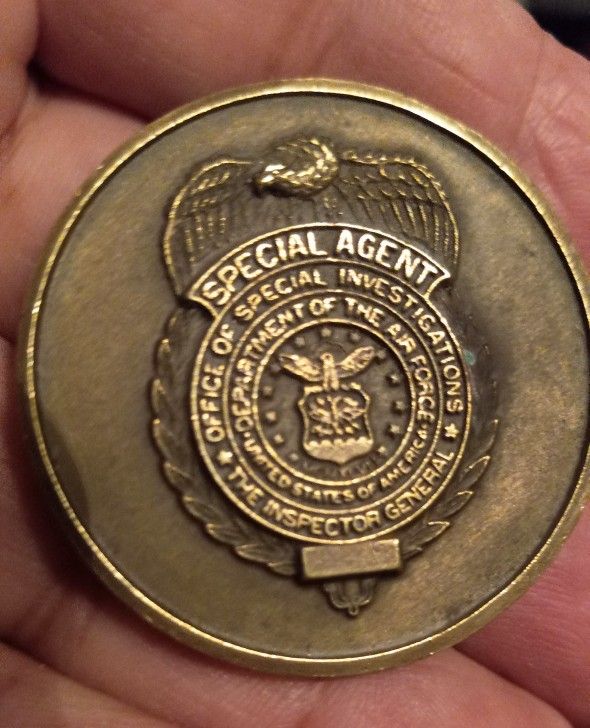 SPECIAL AGENT
OFFICE OF SPECIAL INVESTIGATIONS
★ THE INSPECTOR GENERAL ★
DEPARTMENT OF THE AIR FORCE
UNITED STATES OF AMERICA